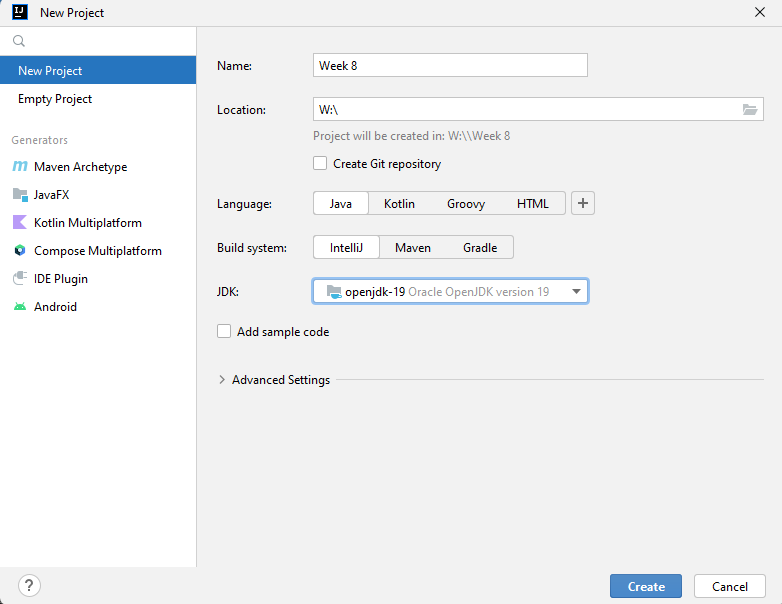 IJ New Project
New Project
Empty Project
Generators
m Maven Archetype
JavaFX
Kotlin Multiplatform
Compose Multiplatform
IDE Plugin
Android
Name: Week 8
Location: W:\
Project will be created in: W:\\Week 8
Create Git repository
Language: Java Kotlin Groovy HTML +
Build system: IntelliJ Maven Gradle
JDK: openjdk-19 Oracle OpenJDK version 19
Add sample code
Advanced Settings
? Create Cancel